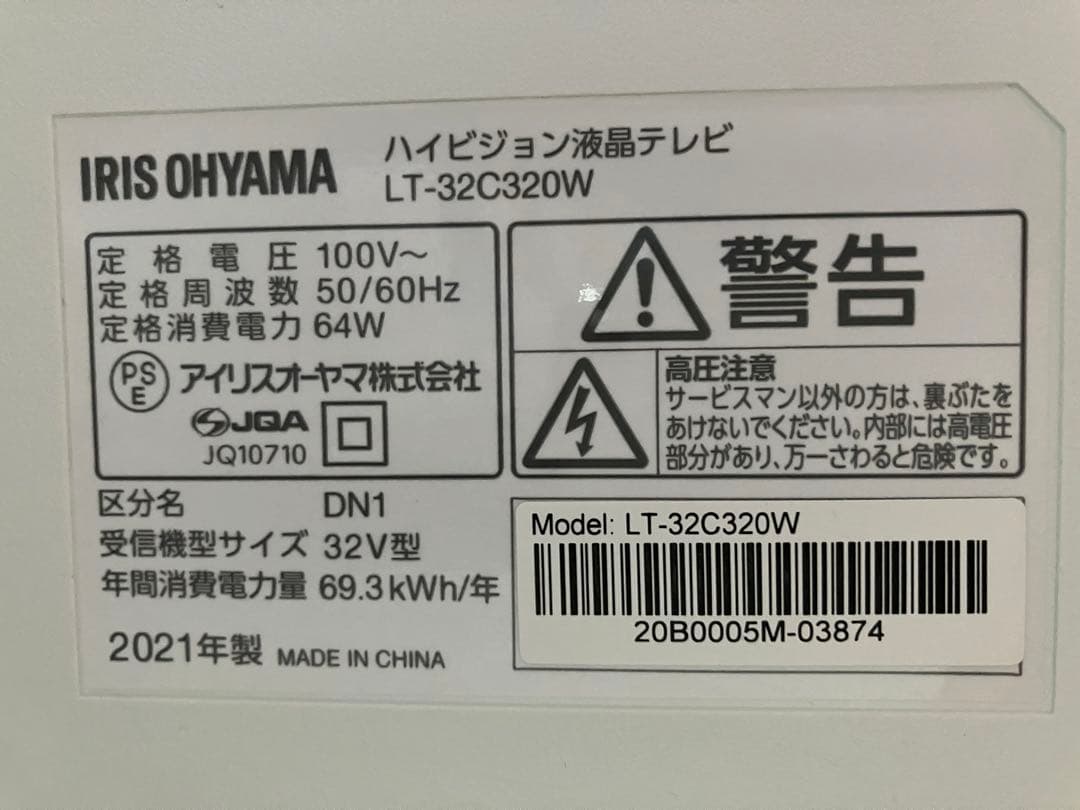 IRIS OHYAMA
ハイビジョン液晶テレビ
LT-32C320W
定格電圧 100V～
定格周波数 50/60Hz
定格消費電力 64W
PSE アイリスオーヤマ株式会社
JQA
JQ10710
警告
高圧注意
サービスマン以外の方は、裏ぶたを
あけないでください。内部には高電圧
部分があり、万一さわると危険です。
区分名 DN1
受信機型サイズ 32V型
年間消費電力量 69.3kWh/年
2021年製 MADE IN CHINA
Model: LT-32C320W
20B0005M-03874